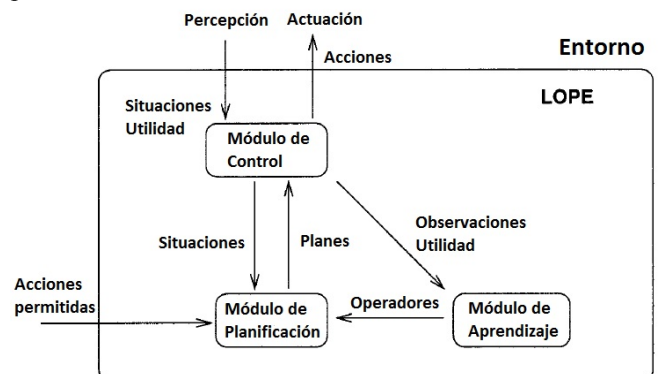 Percepción Actuación
Entorno
Acciones
LOPE
Situaciones
Utilidad
Módulo de
Control
Observaciones
Utilidad
Situaciones
Planes
Acciones
permitidas
Módulo de
Planificación
Operadores
Módulo de
Aprendizaje